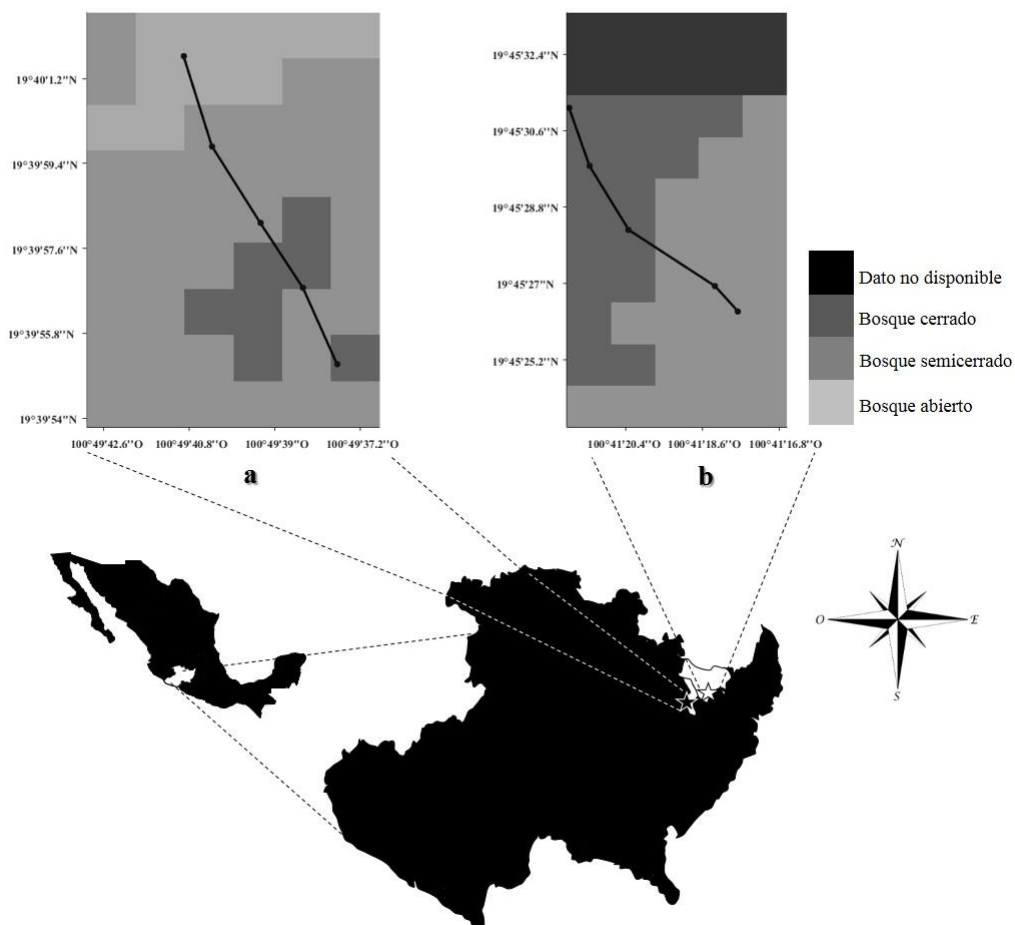 19°40'1.2''N
19°39'59.4''N
19°39'57.6''N
19°39'55.8''N
19°39'54''N
100°49'42.6''O 100°49'40.8''O 100°49'39''O 100°49'37.2''O
a
19°45'32.4''N
19°45'30.6''N
19°45'28.8''N
19°45'27''N
19°45'25.2''N
100°41'20.4''O 100°41'18.6''O 100°41'16.8''O
b
Dato no disponible
Bosque cerrado
Bosque semicerrado
Bosque abierto
N
O
E
S